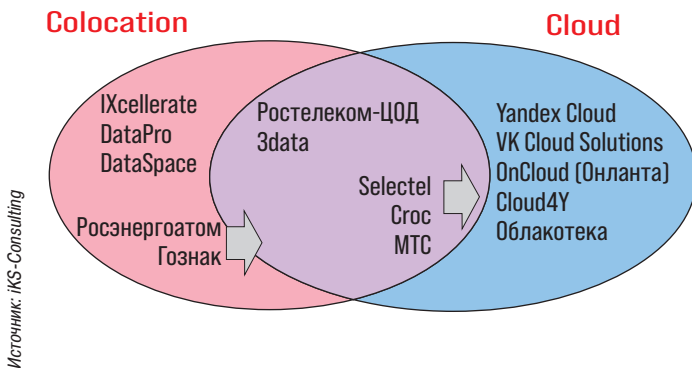 Colocation
Cloud
IXcellerate
DataPro
DataSpace
Росэнергоатом
Гознак
Ростелеком-ЦОД
3data
Selectel
Croc
МТС
Yandex Cloud
VK Cloud Solutions
OnCloud (Онланта)
Cloud4Y
Облакотека
Источник: iKS-Consulting